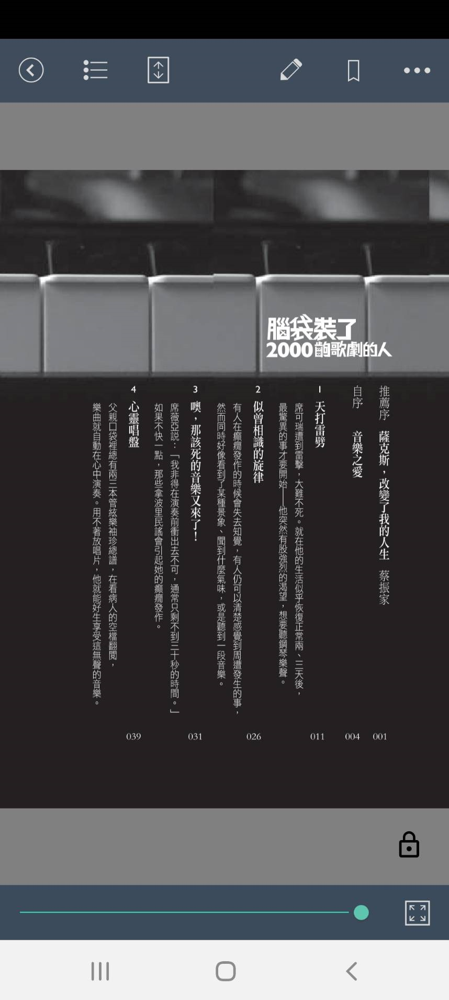 腦袋裝了
2000齣歌劇的人
推薦序 薩克斯，改變了我的人生 蔡振家 001
自序 音樂之愛 004
1 天打雷劈 011
席可瑞遭到雷擊，大難不死。就在他的生活似乎恢復正常兩、三天後，
最驚異的事才要開始——他突然有股強烈的渴望，想要聽鋼琴樂聲。
2 似曾相識的旋律 026
有人在癲癇發作的時候會失去知覺，有人仍可以清楚感覺到周遭發生的事，
然而同時好像看到了某種景象、聞到什麼氣味，或是聽到一段音樂。
3 噢，那該死的音樂又來了！ 031
席薇亞說：「我非得在演奏前衝出去不可，通常只剩不到三十秒的時間。」
如果不快一點，那些拿波里民謠會引起她的癲癇發作。
4 心靈唱盤 039
父親口袋裡總有兩三本管絃樂袖珍總譜，在看病人的空檔翻閱，
樂曲就自動在心中演奏。用不著放唱片，他就能好生享受這無聲的音樂。